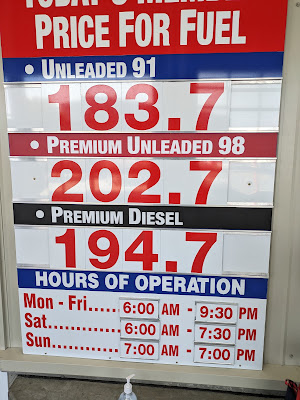 TODAY'S MEMBER
PRICE FOR FUEL
• UNLEADED 91
183.7
• PREMIUM UNLEADED 98
202.7
• PREMIUM DIESEL
194.7
HOURS OF OPERATION
Mon - Fri...... 6:00 AM - 9:30 PM
Sat............... 6:00 AM - 7:30 PM
Sun.............. 7:00 AM - 7:00 PM